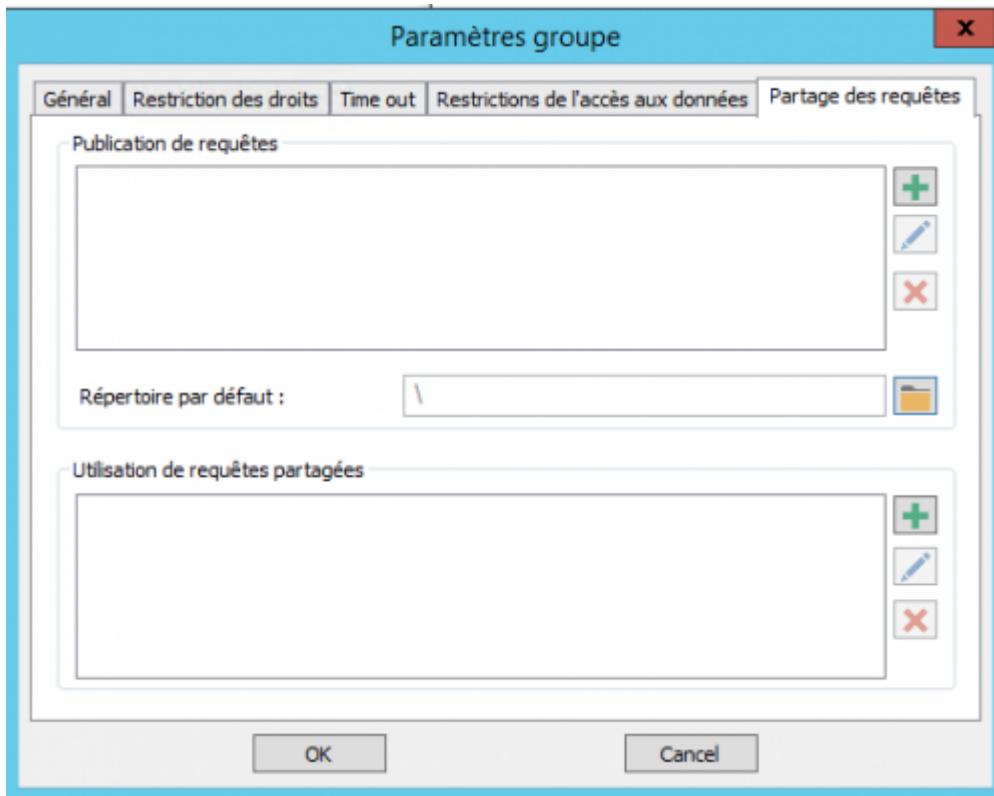 Paramètres groupe
x
Général Restriction des droits Time out Restrictions de l'accès aux données Partage des requêtes
Publication de requêtes
Répertoire par défaut : \
Utilisation de requêtes partagées
OK Cancel